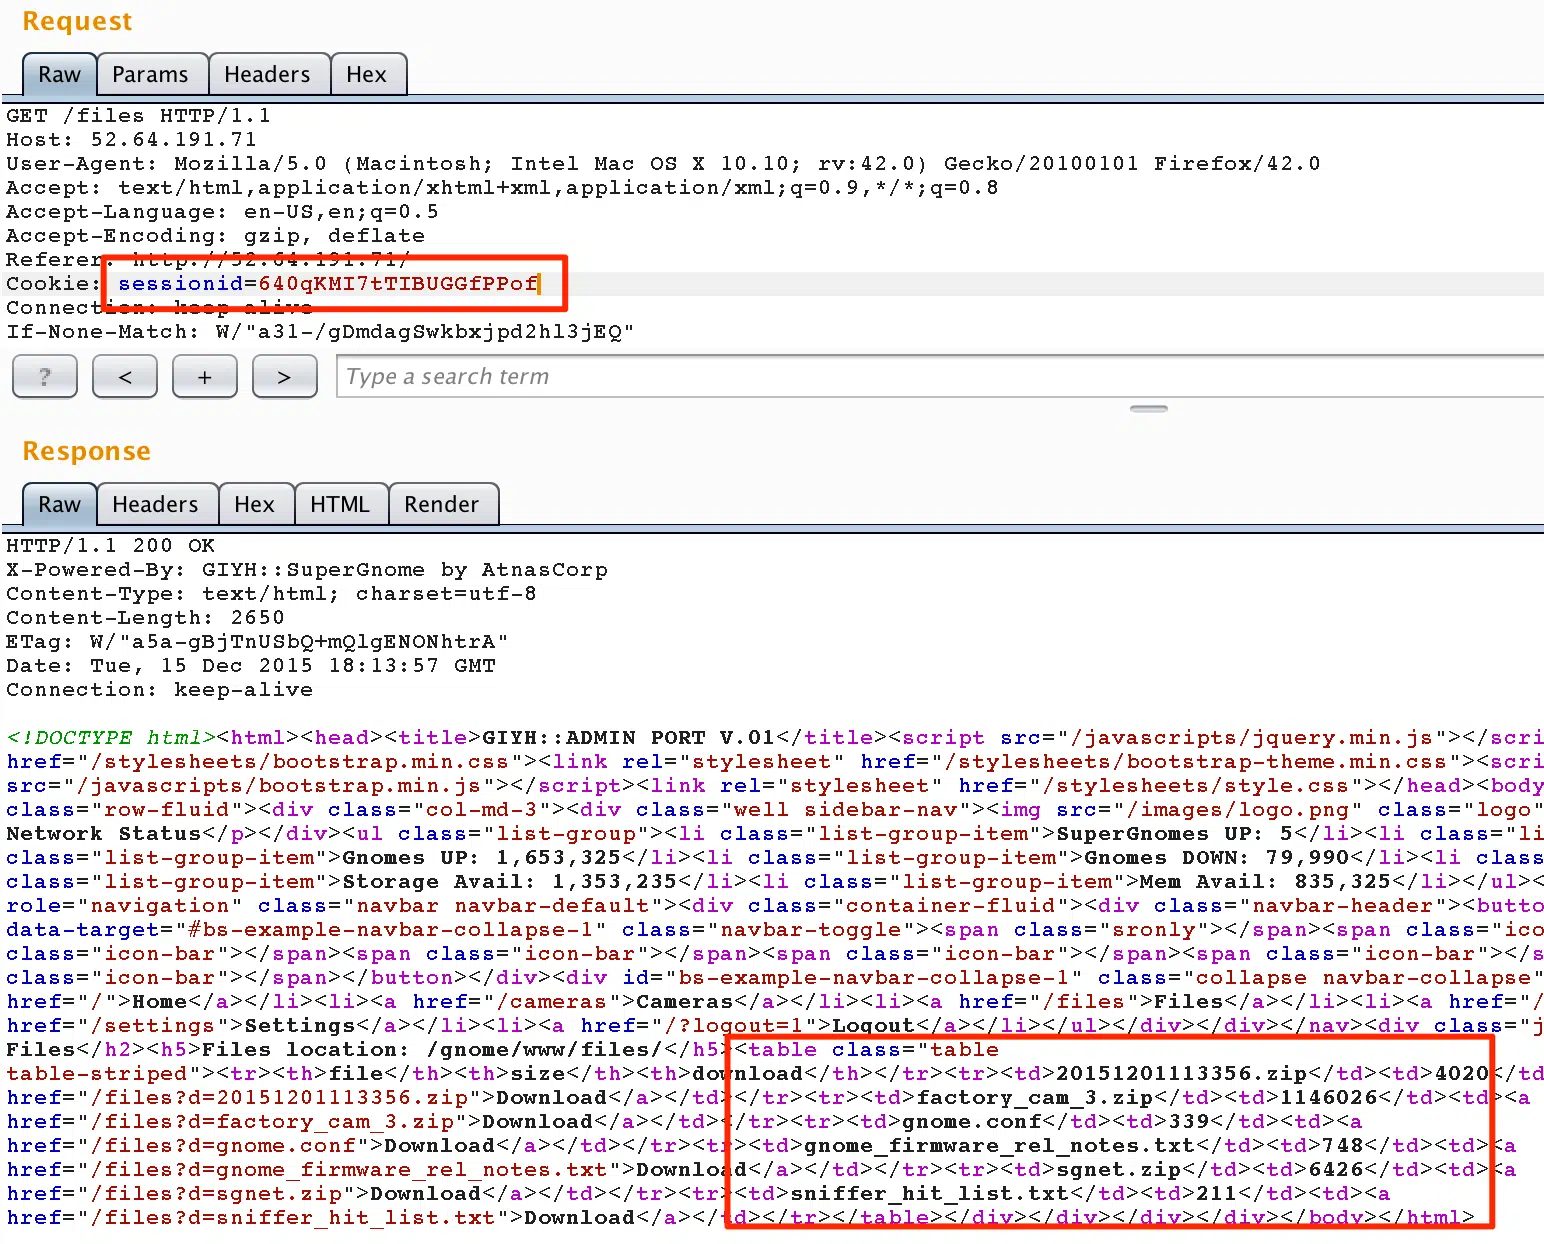 Request
Raw Params Headers Hex
GET /files HTTP/1.1
Host: 52.64.191.71
User-Agent: Mozilla/5.0 (Macintosh; Intel Mac OS X 10.10; rv:42.0) Gecko/20100101 Firefox/42.0
Accept: text/html,application/xhtml+xml,application/xml;q=0.9,*/*;q=0.8
Accept-Language: en-US,en;q=0.5
Accept-Encoding: gzip, deflate
Referer: http://52.64.191.71/
Cookie: sessionid=640qKMI7tTIBUGGfPPof
Connection: keep-alive
If-None-Match: W/"a31-/gDmdagSwkbxjpd2hl3jEQ"
? < + > Type a search term
Response
Raw Headers Hex HTML Render
HTTP/1.1 200 OK
X-Powered-By: GIYH::SuperGnome by AtnasCorp
Content-Type: text/html; charset=utf-8
Content-Length: 2650
ETag: W/"a5a-gBjTnUSbQ+mQlgENONhtrA"
Date: Tue, 15 Dec 2015 18:13:57 GMT
Connection: keep-alive
<!DOCTYPE html><html><head><title>GIYH::ADMIN PORT V.01</title><script src="/javascripts/jquery.min.js"></scri
href="/stylesheets/bootstrap.min.css"><link rel="stylesheet" href="/stylesheets/bootstrap-theme.min.css"><scri
src="/javascripts/bootstrap.min.js"></script><link rel="stylesheet" href="/stylesheets/style.css"></head><body
class="row-fluid"><div class="col-md-3"><div class="well sidebar-nav"><img src="/images/logo.png" class="logo"
Network Status</p></div><ul class="list-group"><li class="list-group-item">SuperGnomes UP: 5</li><li class="li
class="list-group-item">Gnomes UP: 1,653,325</li><li class="list-group-item">Gnomes DOWN: 79,990</li><li class
class="list-group-item">Storage Avail: 1,353,235</li><li class="list-group-item">Mem Avail: 835,325</li></ul><
role="navigation" class="navbar navbar-default"><div class="container-fluid"><div class="navbar-header"><butto
data-target="#bs-example-navbar-collapse-1" class="navbar-toggle"><span class="sronly"></span><span class="ico
class="icon-bar"></span><span class="icon-bar"></span><span class="icon-bar"></span><span class="icon-bar"></s
class="icon-bar"></span></button></div><div id="bs-example-navbar-collapse-1" class="collapse navbar-collapse"
href="/">Home</a></li><li><a href="/cameras">Cameras</a></li><li><a href="/files">Files</a></li><li><a href="/
href="/settings">Settings</a></li><li><a href="/?logout=1">Logout</a></li></ul></div></div></nav><div class="j
Files</h2><h5>Files location: /gnome/www/files/</h5><table class="table
table-striped"><tr><th>file</th><th>size</th><th>download</th></tr><tr><td>20151201113356.zip</td><td>4020</td
href="/files?d=20151201113356.zip">Download</a></td></tr><tr><td>factory_cam_3.zip</td><td>1146026</td><td><a
href="/files?d=factory_cam_3.zip">Download</a></td></tr><tr><td>gnome.conf</td><td>339</td><td><a
href="/files?d=gnome.conf">Download</a></td></tr><tr><td>gnome_firmware_rel_notes.txt</td><td>748</td><td><a
href="/files?d=gnome_firmware_rel_notes.txt">Download</a></td></tr><tr><td>sgnet.zip</td><td>6426</td><td><a
href="/files?d=sgnet.zip">Download</a></td></tr><tr><td>sniffer_hit_list.txt</td><td>211</td><td><a
href="/files?d=sniffer_hit_list.txt">Download</a></td></tr></table></div></div></div></div></body></html>